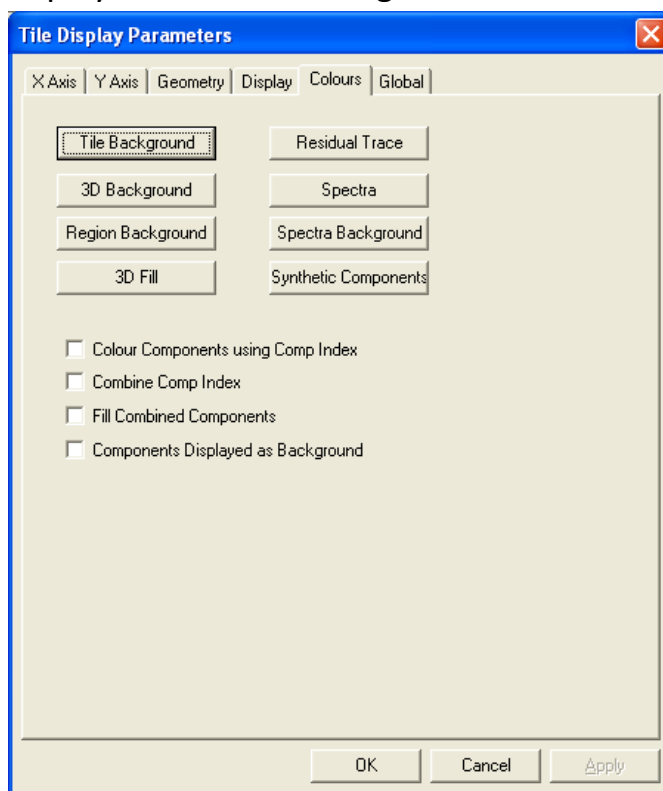 Tile Display Parameters
X Axis Y Axis Geometry Display Colours Global
Tile Background Residual Trace
3D Background Spectra
Region Background Spectra Background
3D Fill Synthetic Components
Colour Components using Comp Index
Combine Comp Index
Fill Combined Components
Components Displayed as Background
OK Cancel Apply